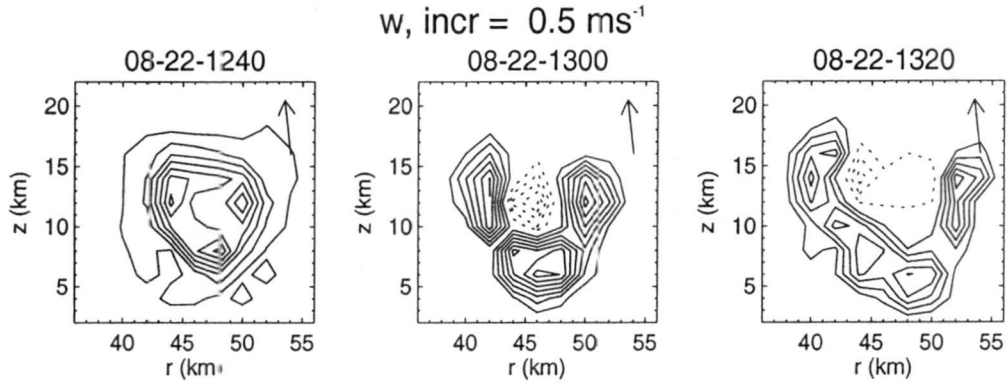 w, incr = 0.5 ms⁻¹
08-22-1240 08-22-1300 08-22-1320
20 20 20
15 15 15
10 10 10
5 5 5
z (km) z (km) z (km)
40 45 50 40 45 50 40 45 50 55
r (km r (km) r (km)